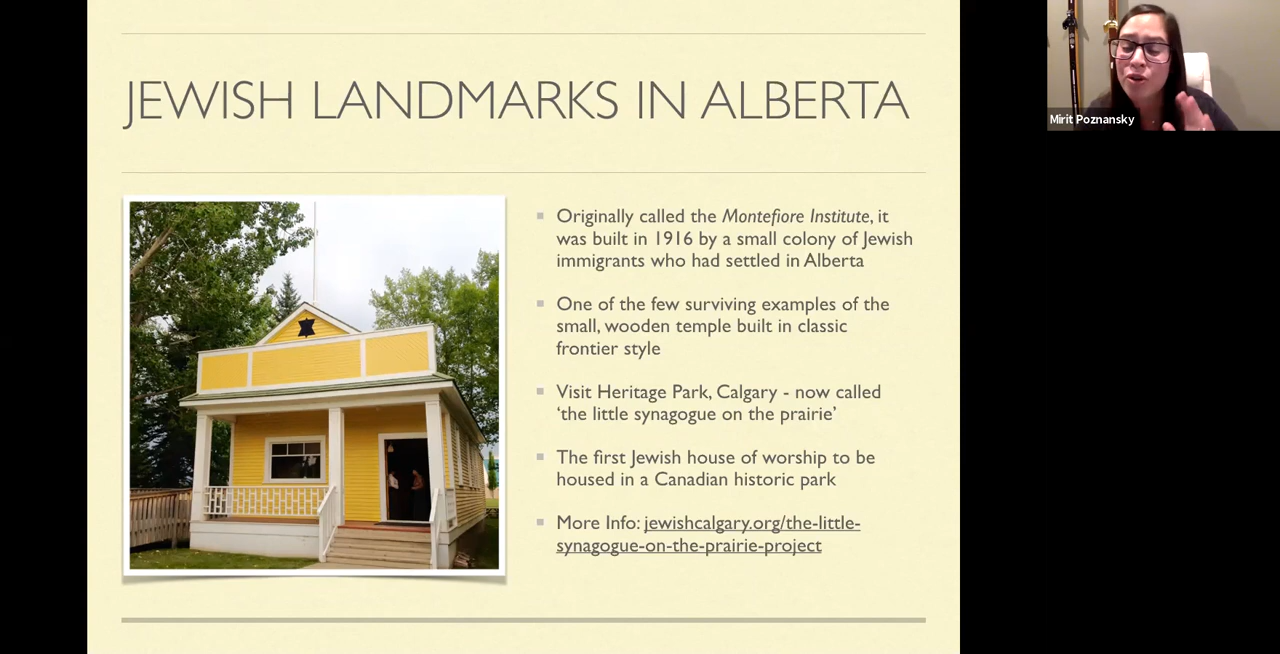 JEWISH LANDMARKS IN ALBERTA
Originally called the Montefiore Institute, it
was built in 1916 by a small colony of Jewish
immigrants who had settled in Alberta
One of the few surviving examples of the
small, wooden temple built in classic
frontier style
Visit Heritage Park, Calgary - now called
‘the little synagogue on the prairie’
The first Jewish house of worship to be
housed in a Canadian historic park
More Info: jewishcalgary.org/the-little-
synagogue-on-the-prairie-project
Mirit Poznansky